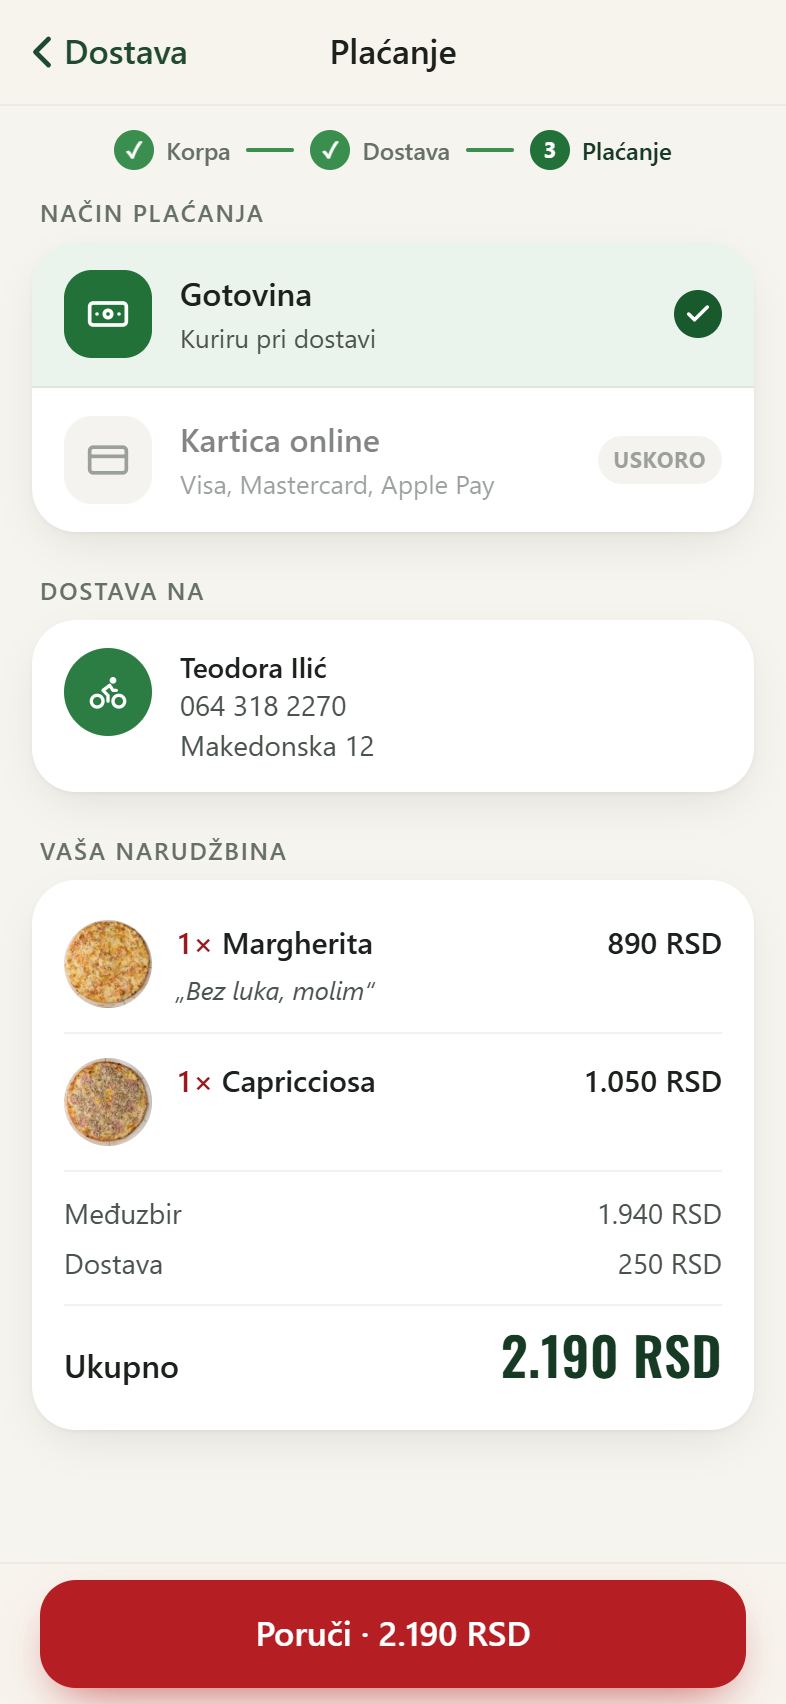 Dostava
Plaćanje
Korpa
Dostava
3 Plaćanje
NAČIN PLAĆANJA
Gotovina
Kuriru pri dostavi
Kartica online
Visa, Mastercard, Apple Pay
USKORO
DOSTAVA NA
Teodora Ilić
064 318 2270
Makedonska 12
VAŠA NARUDŽBINA
1× Margherita 890 RSD
„Bez luka, molim“
1× Capricciosa 1.050 RSD
Međuzbir 1.940 RSD
Dostava 250 RSD
Ukupno 2.190 RSD
Poruči · 2.190 RSD